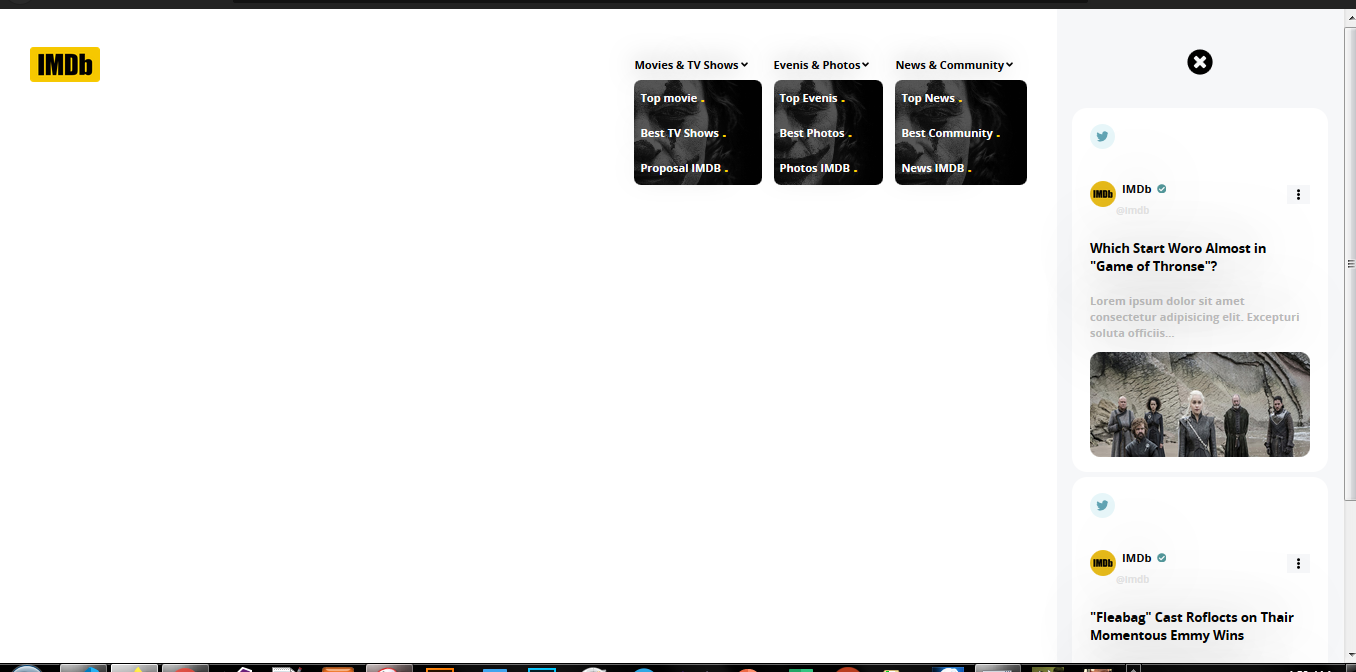 IMDb
Movies & TV Shows
Evenis & Photos
News & Community
Top movie
Best TV Shows
Proposal IMDB
Top Evenis
Best Photos
Photos IMDB
Top News
Best Community
News IMDB
IMDb
IMDb
@Imdb
Which Start Woro Almost in
"Game of Thronse"?
Lorem ipsum dolor sit amet
consectetur adipisicing elit. Excepturi
soluta officiis...
IMDb
IMDb
@Imdb
"Fleabag" Cast Roflocts on Thair
Momentous Emmy Wins